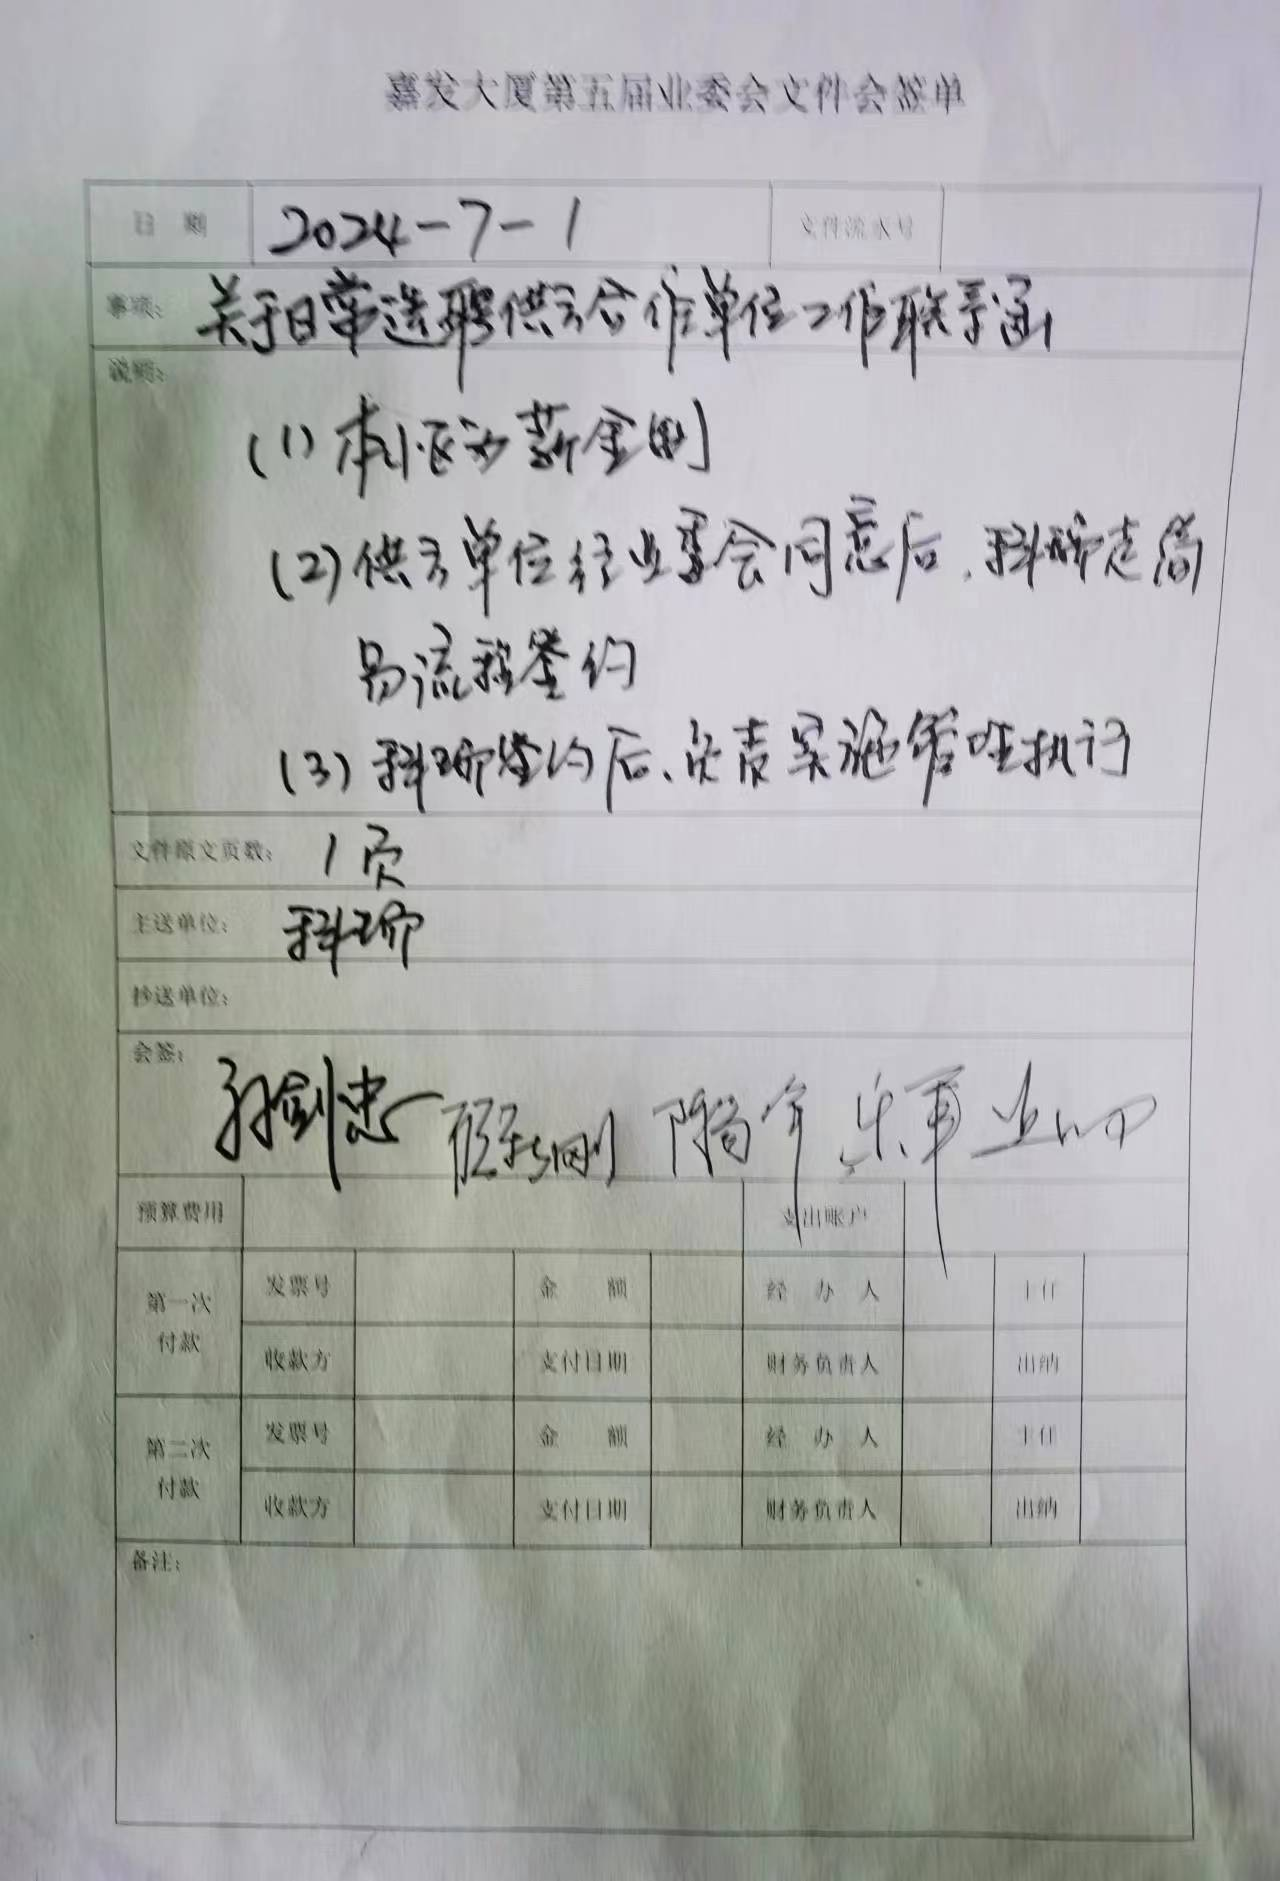 嘉发大厦第五届业委会文件会签单
日 期 2024-7-1 文件流水号
事项: 关于日常选聘供方合作单位工作联系函
说明:
(1) 本小区为薪金制
(2) 供方单位经业委会同意后,科瑞走简
易流程签约
(3) 科瑞签约后、负责实施管理执行
文件原文页数: 1页
主送单位: 科瑞
抄送单位:
会签: 孙剑忠
预算费用 支出账户
第一次付款 发票号 金 额 经 办 人 主任
收款方 支付日期 财务负责人 出纳
第二次付款 发票号 金 额 经 办 人 主任
收款方 支付日期 财务负责人 出纳
备注: